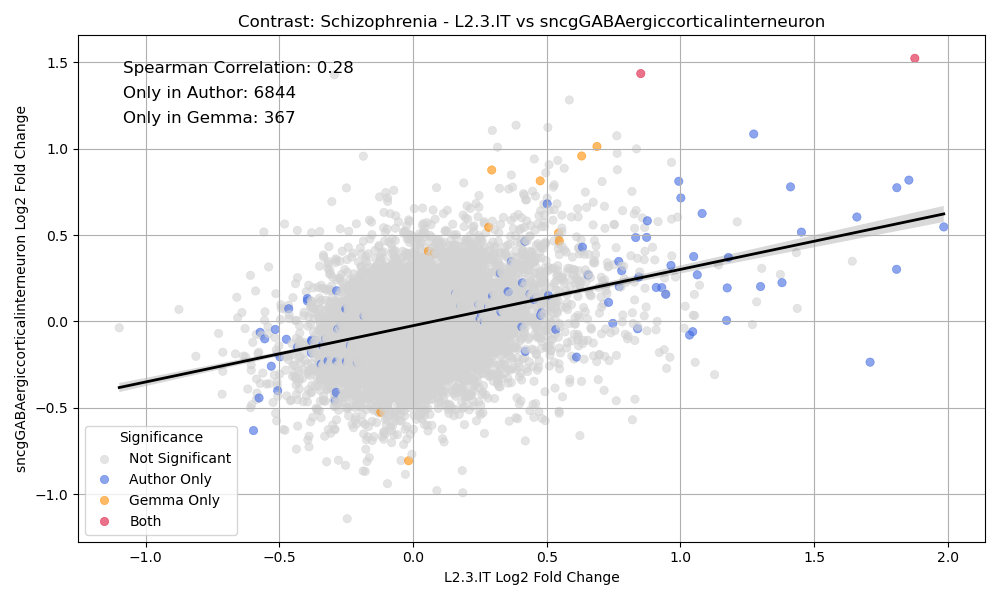 Contrast: Schizophrenia - L2.3.IT vs sncgGABAergiccorticalinterneuron
Spearman Correlation: 0.28
Only in Author: 6844
Only in Gemma: 367
sncgGABAergiccorticalinterneuron Log2 Fold Change
1.5
1.0
0.5
0.0
−0.5
−1.0
Significance
Not Significant
Author Only
Gemma Only
Both
−1.0
−0.5
0.0
0.5
1.0
1.5
2.0
L2.3.IT Log2 Fold Change